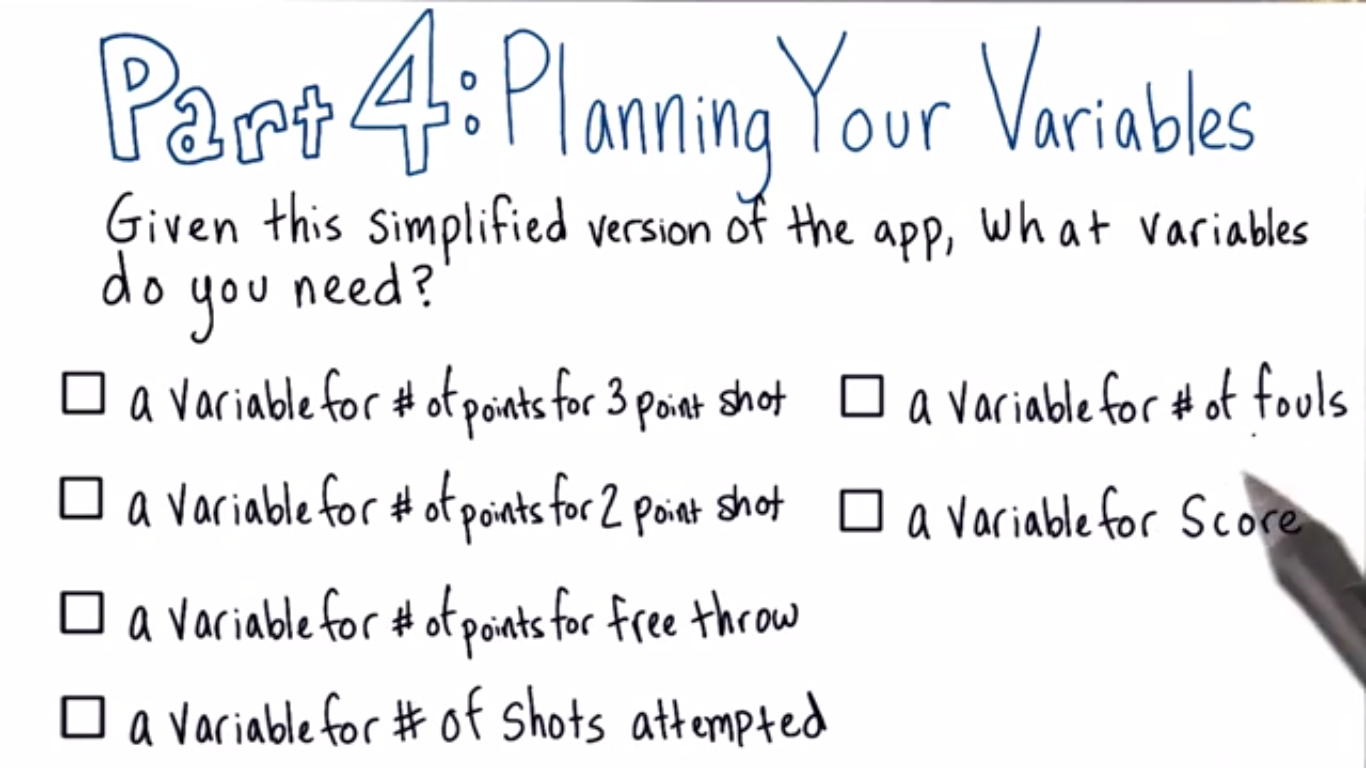 Part 4: Planning Your Variables
Given this simplified version of the app, what variables
do you need?
a variable for # of points for 3 point shot
a variable for # of points for 2 point shot
a variable for # of points for free throw
a variable for # of shots attempted
a variable for # of fouls
a variable for Score